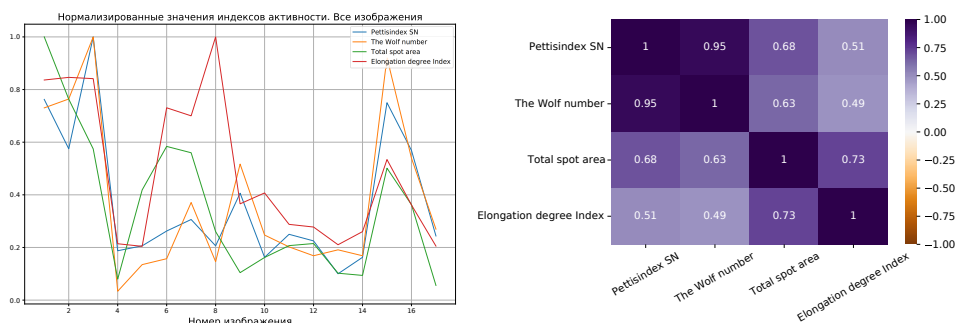 Нормализированные значения индексов активности. Все изображения
Pettisindex SN
The Wolf number
Total spot area
Elongation degree Index
1.0
0.8
0.6
0.4
0.2
0.0
2 4 6 8 10 12 14 16
Номер изображения
Pettisindex SN 1 0.95 0.68 0.51
The Wolf number 0.95 1 0.63 0.49
Total spot area 0.68 0.63 1 0.73
Elongation degree Index 0.51 0.49 0.73 1
Pettisindex SN The Wolf number Total spot area Elongation degree Index
1.00
0.75
0.50
0.25
0.00
−0.25
−0.50
−0.75
−1.00